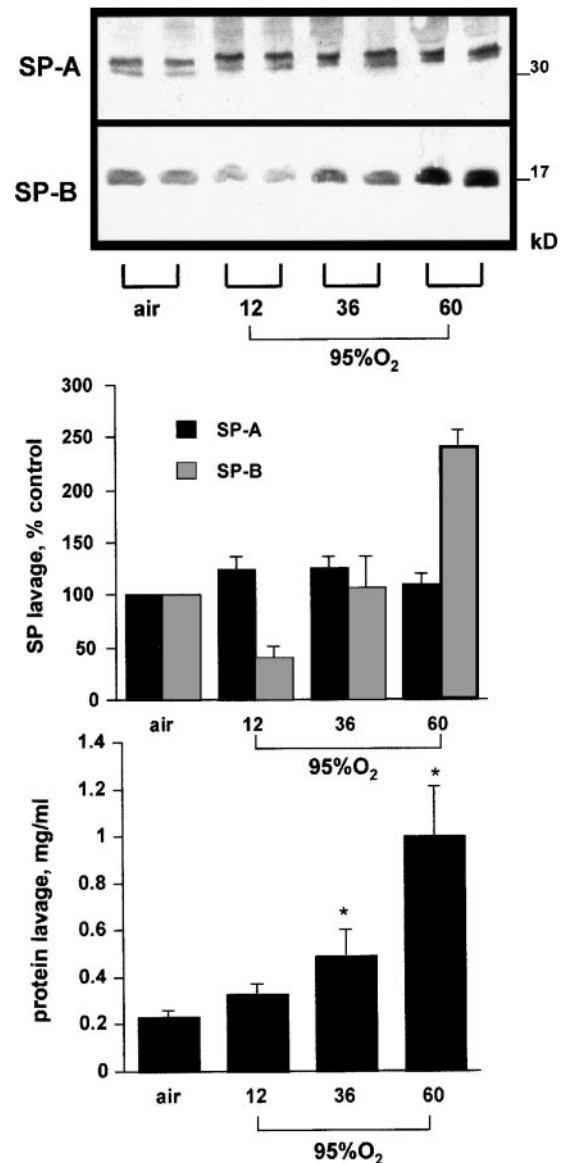 SP-A
30
SP-B
17
kD
air 12 36 60
95%O₂
300
250
200
150
100
50
0
SP lavage, % control
SP-A
SP-B
air 12 36 60
95%O₂
1.4
1.2
1
0.8
0.6
0.4
0.2
0
protein lavage, mg/ml
*
*
air 12 36 60
95%O₂